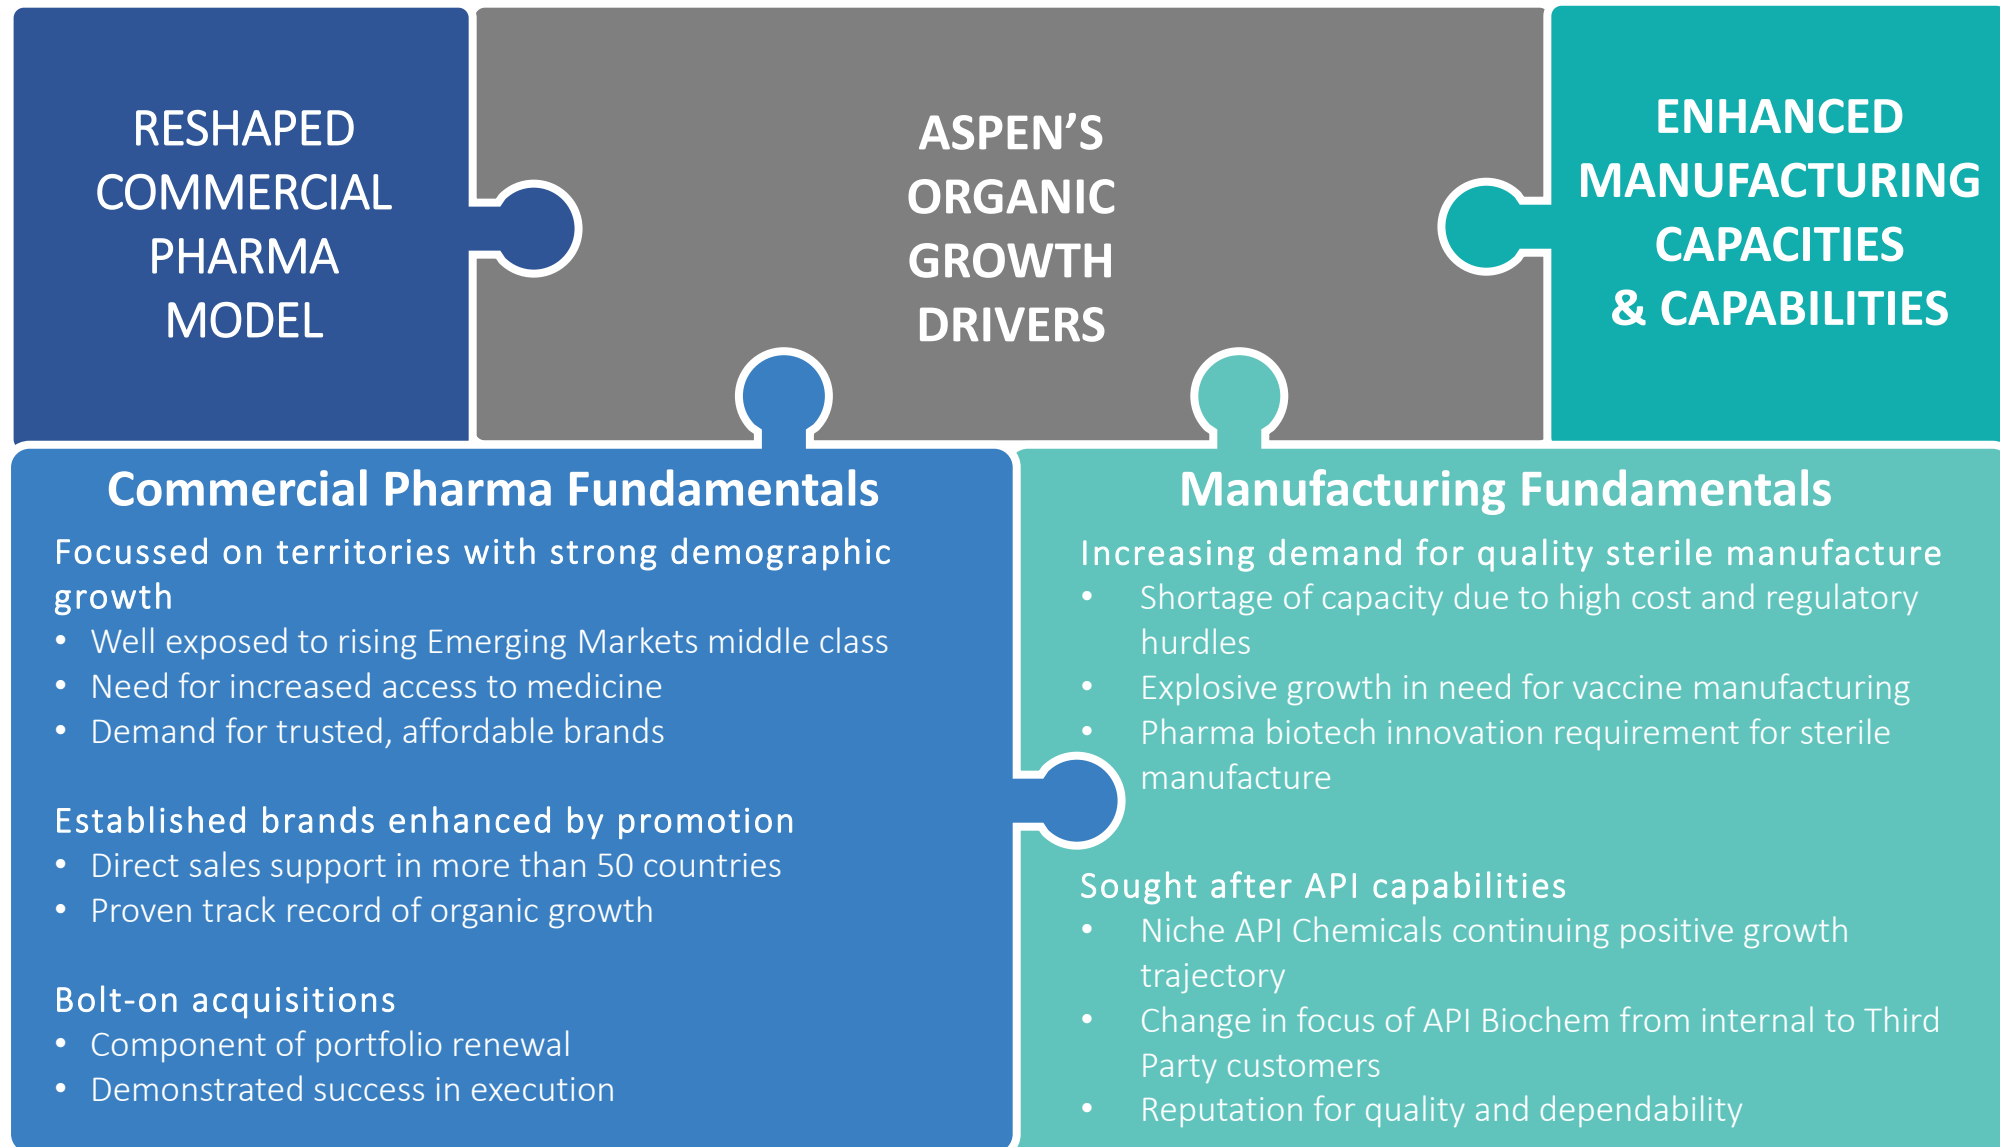 RESHAPED
COMMERCIAL
PHARMA
MODEL
ASPEN’S
ORGANIC
GROWTH
DRIVERS
ENHANCED
MANUFACTURING
CAPACITIES
& CAPABILITIES
Commercial Pharma Fundamentals
Focussed on territories with strong demographic
growth
• Well exposed to rising Emerging Markets middle class
• Need for increased access to medicine
• Demand for trusted, affordable brands
Established brands enhanced by promotion
• Direct sales support in more than 50 countries
• Proven track record of organic growth
Bolt-on acquisitions
• Component of portfolio renewal
• Demonstrated success in execution
Manufacturing Fundamentals
Increasing demand for quality sterile manufacture
• Shortage of capacity due to high cost and regulatory
hurdles
• Explosive growth in need for vaccine manufacturing
• Pharma biotech innovation requirement for sterile
manufacture
Sought after API capabilities
• Niche API Chemicals continuing positive growth
trajectory
• Change in focus of API Biochem from internal to Third
Party customers
• Reputation for quality and dependability